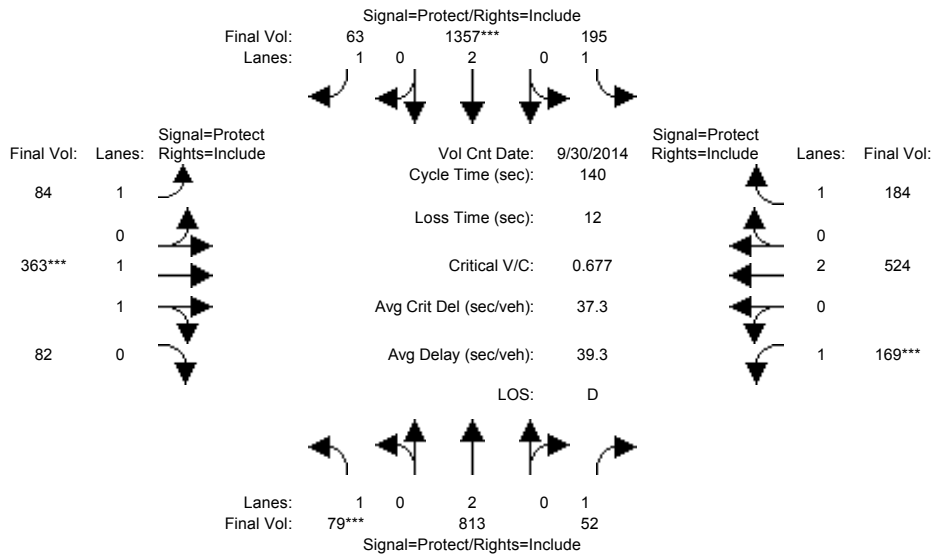 Signal=Protect/Rights=Include
Final Vol: 63 1357*** 195
Lanes: 1 0 2 0 1
Signal=Protect Signal=Protect
Final Vol: Lanes: Rights=Include Vol Cnt Date: 9/30/2014 Rights=Include Lanes: Final Vol:
Cycle Time (sec): 140
84 1 1 184
Loss Time (sec): 12
0 0
363*** 1 Critical V/C: 0.677 2 524
1 Avg Crit Del (sec/veh): 37.3 0
82 0 Avg Delay (sec/veh): 39.3 1 169***
LOS: D
Lanes: 1 0 2 0 1
Final Vol: 79*** 813 52
Signal=Protect/Rights=Include